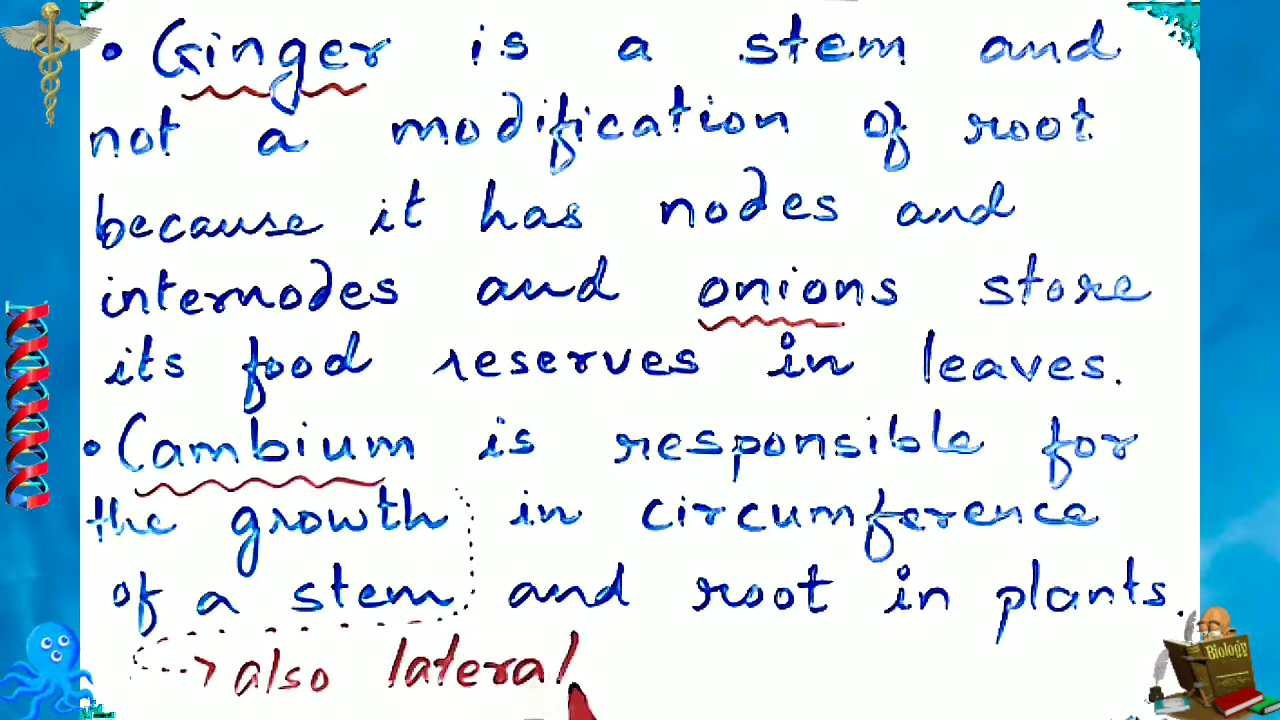 • Ginger is a stem and
not a modification of root
because it has nodes and
internodes and onions store
its food reserves in leaves.
• Cambium is responsible for
the growth in circumference
of a stem and root in plants.
also lateral
Biology